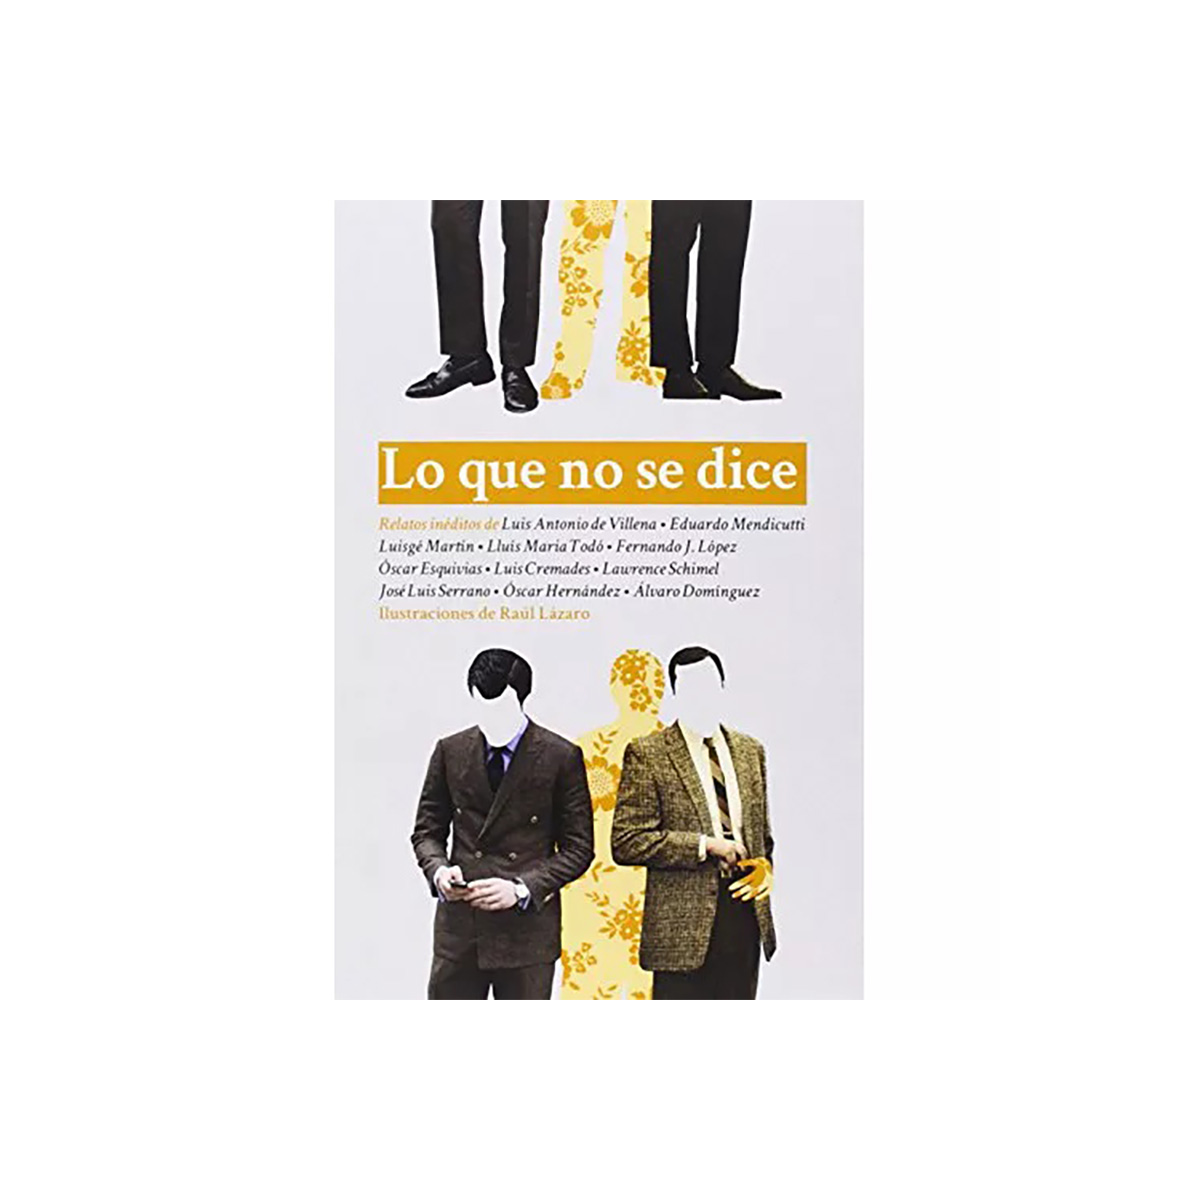 Lo que no se dice
Relatos inéditos de Luis Antonio de Villena • Eduardo Mendicutti
Luisgé Martín • Lluís Maria Todó • Fernando J. López
Óscar Esquivias • Luis Cremades • Lawrence Schimel
José Luis Serrano • Óscar Hernández • Álvaro Domínguez
Ilustraciones de Raúl Lázaro